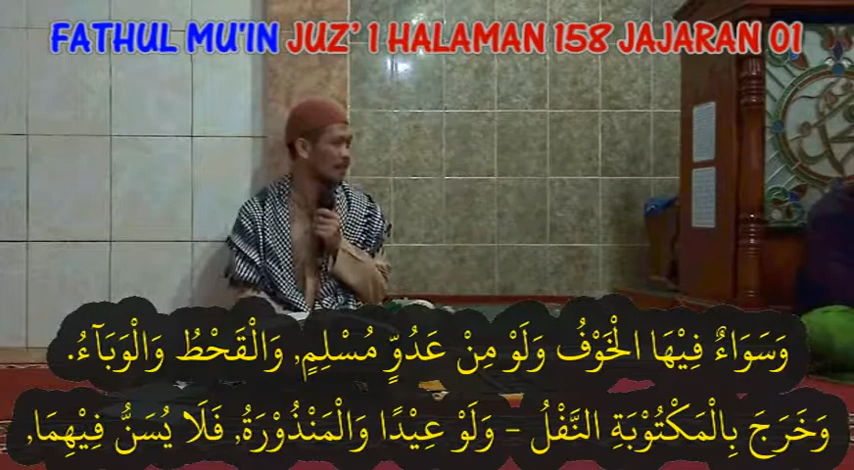 FATHUL MU'IN JUZ' 1 HALAMAN 158 JAJARAN 01
وَسَوَاءٌ فِيْهَا الْخَوْفُ وَلَوْ مِنْ عَدُوٍّ مُسْلِمٍ, وَالْقَحْطُ وَالْوَبَآءُ.
وَخَرَجَ بِالْمَكْتُوْبَةِ النَّفْلُ - وَلَوْ عِيْدًا وَالْمَنْذُوْرَةُ, فَلَا يُسَنُّ فِيْهِمَا,